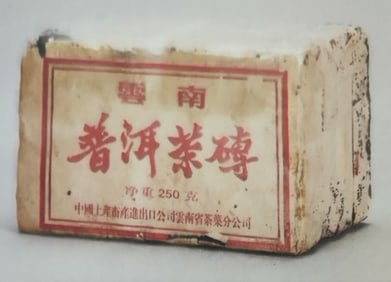 雲南
普洱茶磚
净重250克
中國土產畜產進出口公司雲南省茶葉分公司